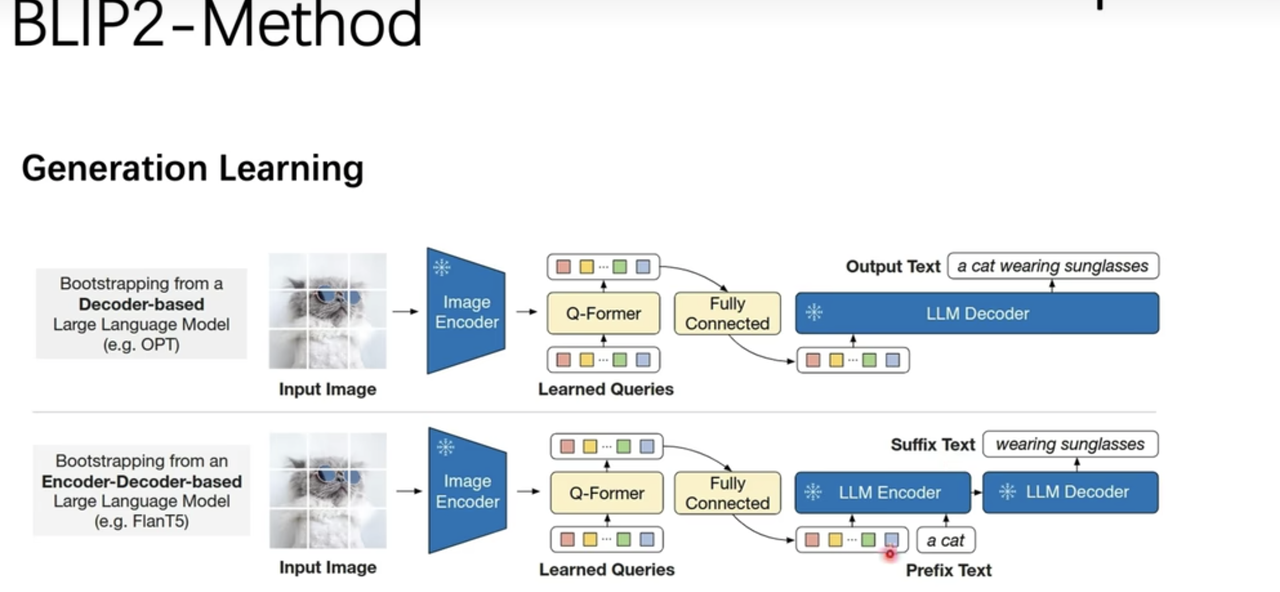 BLIP2-Method
Generation Learning
Bootstrapping from a
Decoder-based
Large Language Model
(e.g. OPT)
Input Image
Image
Encoder
Q-Former
Learned Queries
Fully
Connected
Output Text
a cat wearing sunglasses
LLM Decoder
Bootstrapping from an
Encoder-Decoder-based
Large Language Model
(e.g. FlanT5)
Input Image
Image
Encoder
Q-Former
Learned Queries
Fully
Connected
Suffix Text
wearing sunglasses
LLM Encoder
LLM Decoder
a cat
Prefix Text